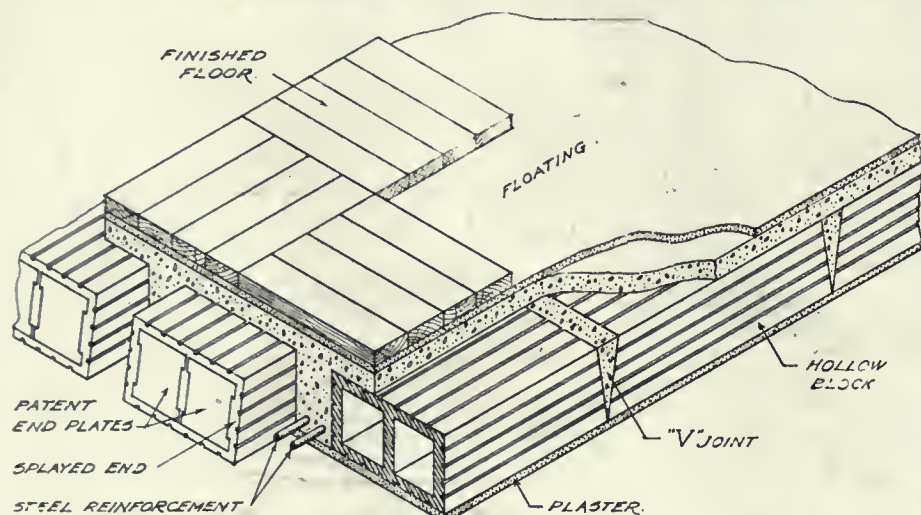 FINISHED
FLOOR.
FLOATING.
PATENT
END PLATES
SPLAYED END
STEEL REINFORCEMENT
HOLLOW
BLOCK
"V" JOINT
PLASTER.